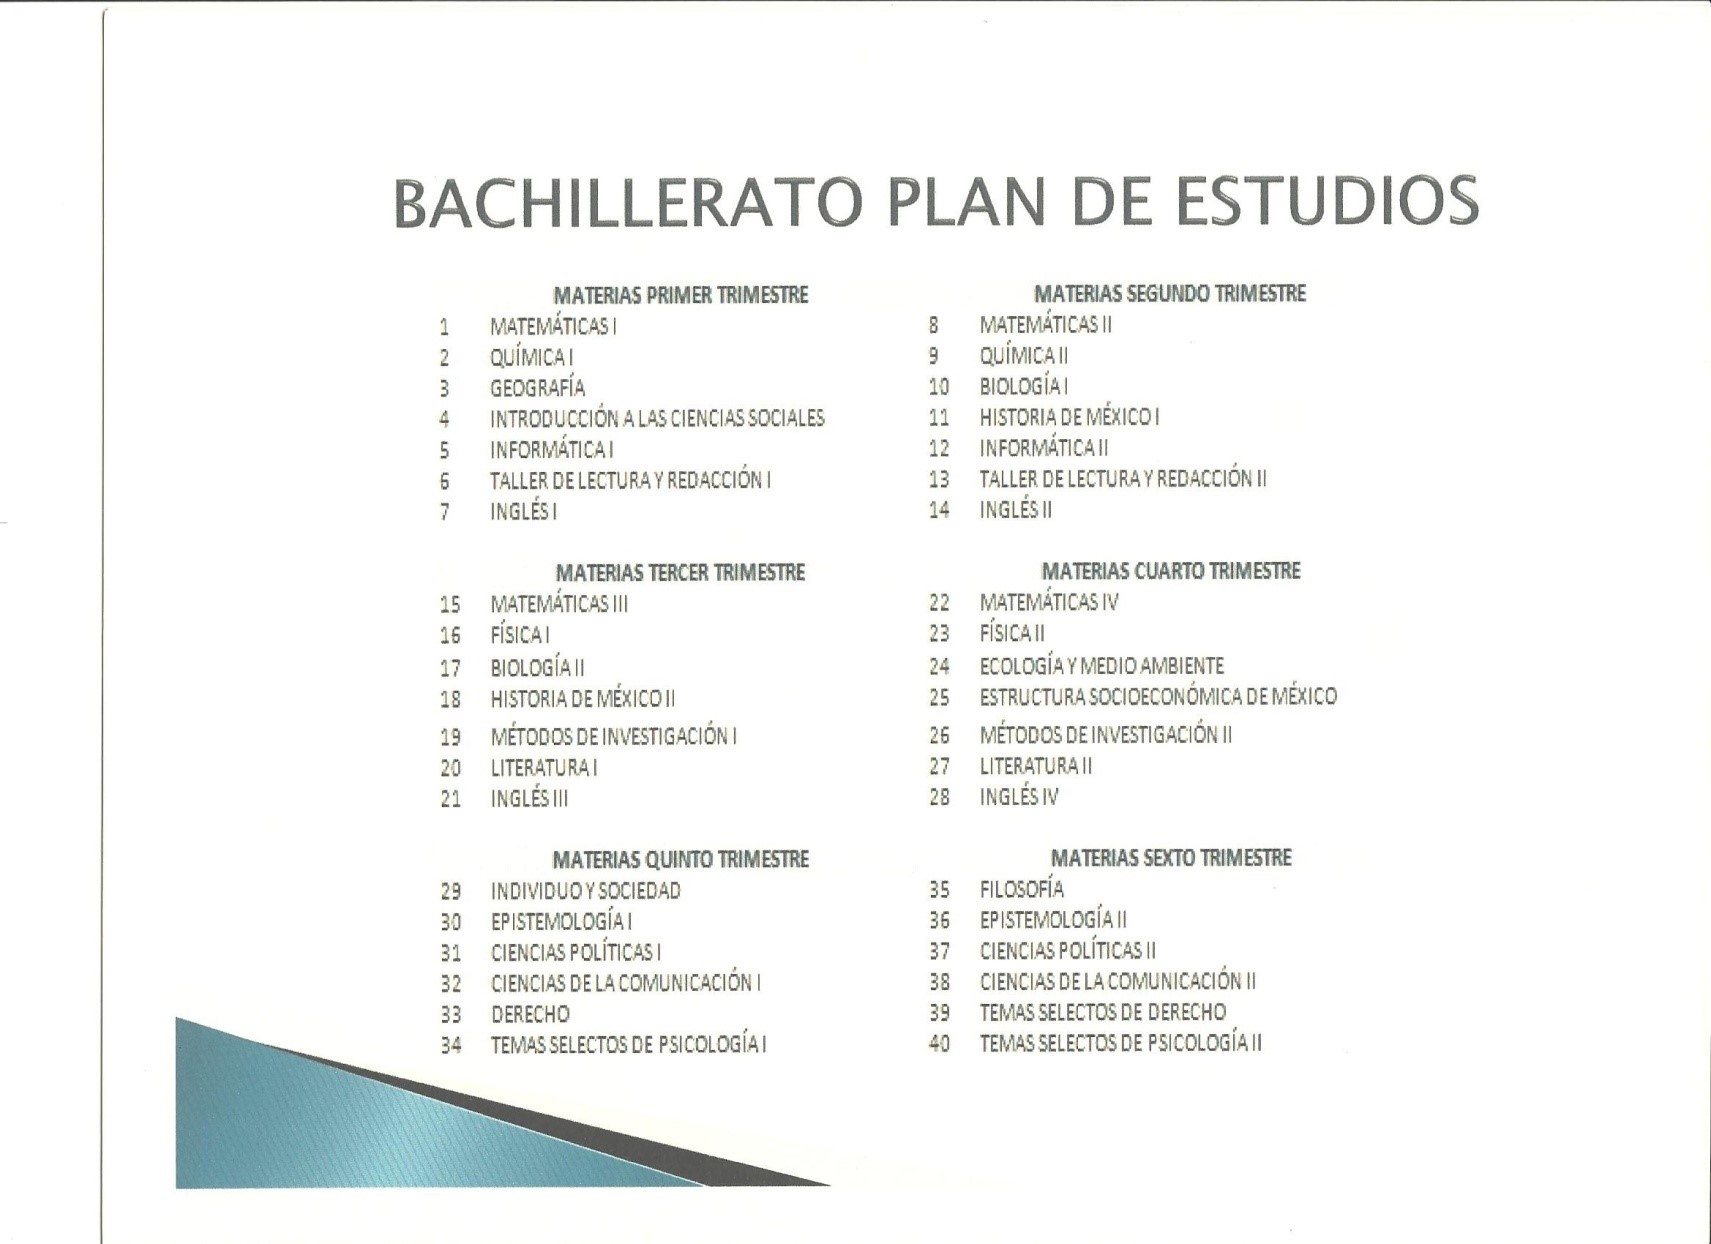 BACHILLERATO PLAN DE ESTUDIOS
MATERIAS PRIMER TRIMESTRE
1 MATEMÁTICAS I
2 QUÍMICA I
3 GEOGRAFÍA
4 INTRODUCCIÓN A LAS CIENCIAS SOCIALES
5 INFORMÁTICA I
6 TALLER DE LECTURA Y REDACCIÓN I
7 INGLÉS I
MATERIAS SEGUNDO TRIMESTRE
8 MATEMÁTICAS II
9 QUÍMICA II
10 BIOLOGÍA I
11 HISTORIA DE MÉXICO I
12 INFORMÁTICA II
13 TALLER DE LECTURA Y REDACCIÓN II
14 INGLÉS II
MATERIAS TERCER TRIMESTRE
15 MATEMÁTICAS III
16 FÍSICA I
17 BIOLOGÍA II
18 HISTORIA DE MÉXICO II
19 MÉTODOS DE INVESTIGACIÓN I
20 LITERATURA I
21 INGLÉS III
MATERIAS CUARTO TRIMESTRE
22 MATEMÁTICAS IV
23 FÍSICA II
24 ECOLOGÍA Y MEDIO AMBIENTE
25 ESTRUCTURA SOCIOECONÓMICA DE MÉXICO
26 MÉTODOS DE INVESTIGACIÓN II
27 LITERATURA II
28 INGLÉS IV
MATERIAS QUINTO TRIMESTRE
29 INDIVIDUO Y SOCIEDAD
30 EPISTEMOLOGÍA I
31 CIENCIAS POLÍTICAS I
32 CIENCIAS DE LA COMUNICACIÓN I
33 DERECHO
34 TEMAS SELECTOS DE PSICOLOGÍA I
MATERIAS SEXTO TRIMESTRE
35 FILOSOFÍA
36 EPISTEMOLOGÍA II
37 CIENCIAS POLÍTICAS II
38 CIENCIAS DE LA COMUNICACIÓN II
39 TEMAS SELECTOS DE DERECHO
40 TEMAS SELECTOS DE PSICOLOGÍA II